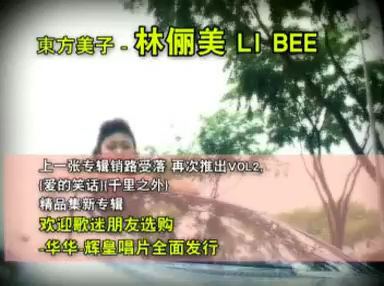 東方美子 - 林俪美 LI BEE
上一张专辑销路受落 再次推出VOL2,
{爱的笑话}{千里之外}
精品集新专辑
欢迎歌迷朋友选购
-华华-辉皇唱片全面发行